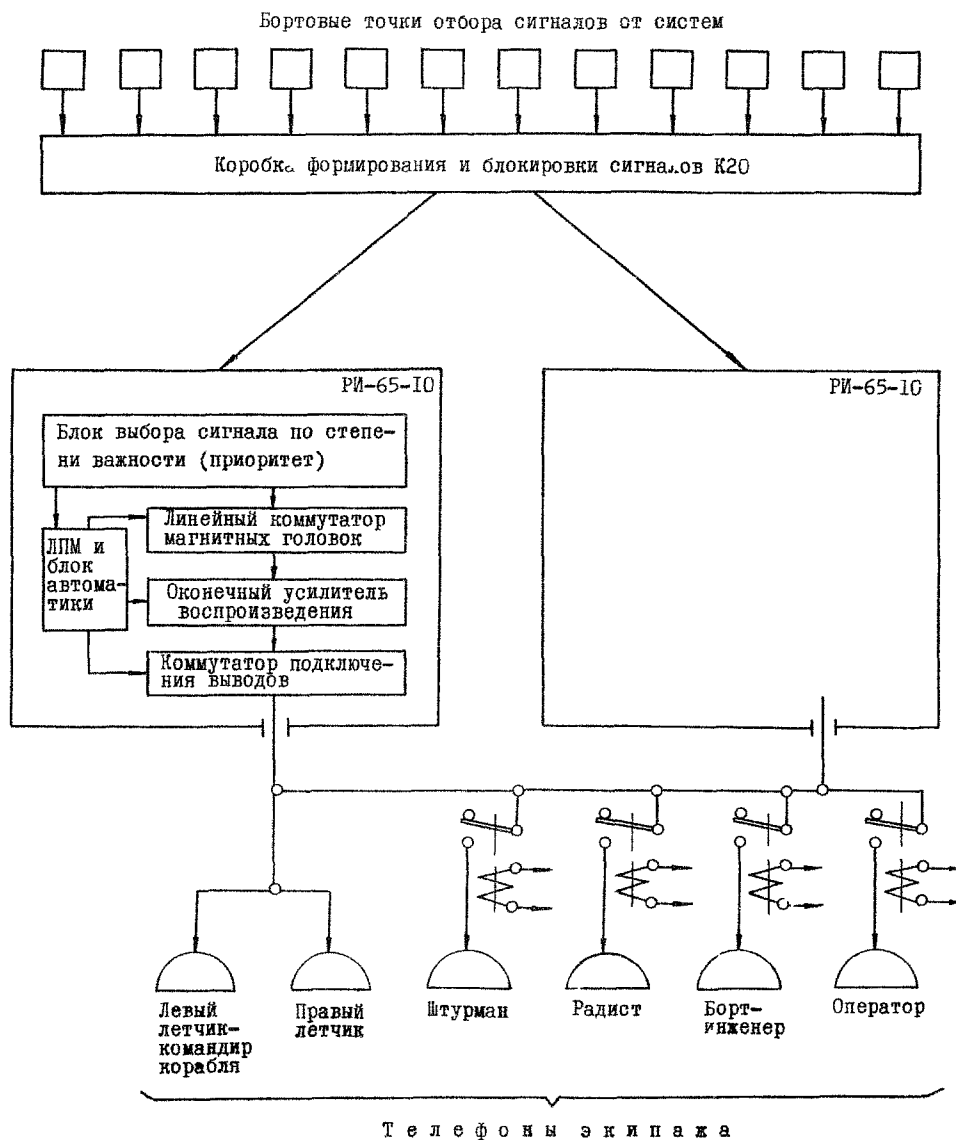 Бортовые точки отбора сигналов от систем
Коробка формирования и блокировки сигналов К20
РИ-65-10
Блок выбора сигнала по степе-
ни важности (приоритет)
ЛПМ и
блок
автома-
тики
Линейный коммутатор
магнитных головок
Оконечный усилитель
воспроизведения
Коммутатор подключе-
ния выводов
РИ-65-10
Левый
летчик-
командир
корабля
Правый
летчик
Штурман
Радист
Борт-
инженер
Оператор
Телефоны экипажа